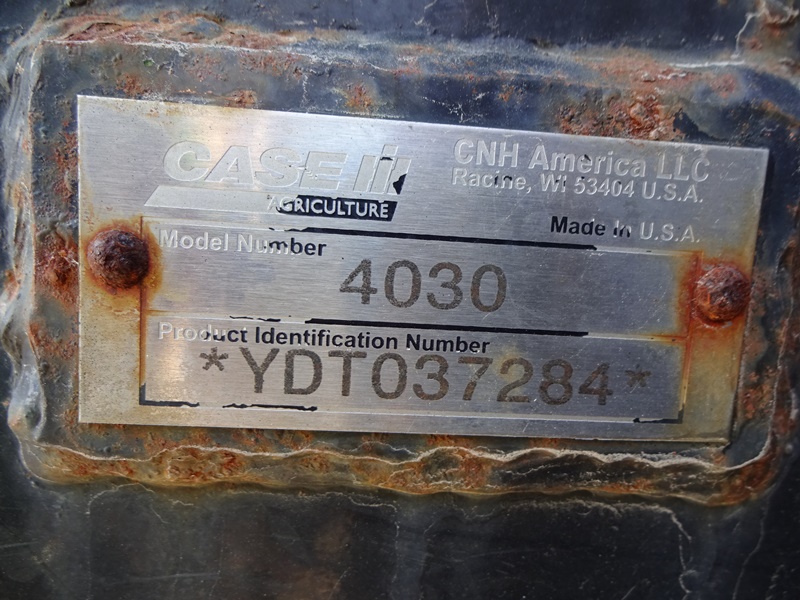 CASE IH
AGRICULTURE
CNH America LLC
Racine, WI 53404 U.S.A.
Made in U.S.A.
Model Number
4030
Product Identification Number
*YDT037284*